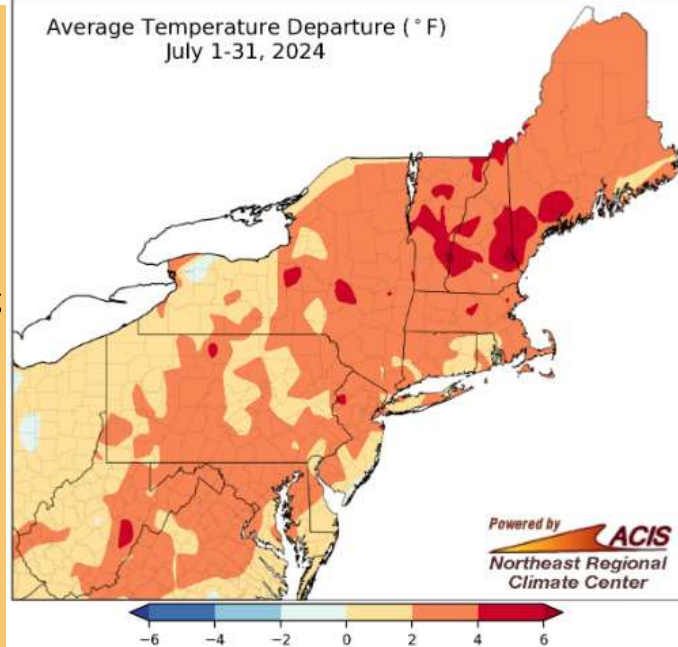 Average Temperature Departure (°F)
July 1-31, 2024
Powered by
ACIS
Northeast Regional
Climate Center
−6 −4 −2 0 2 4 6